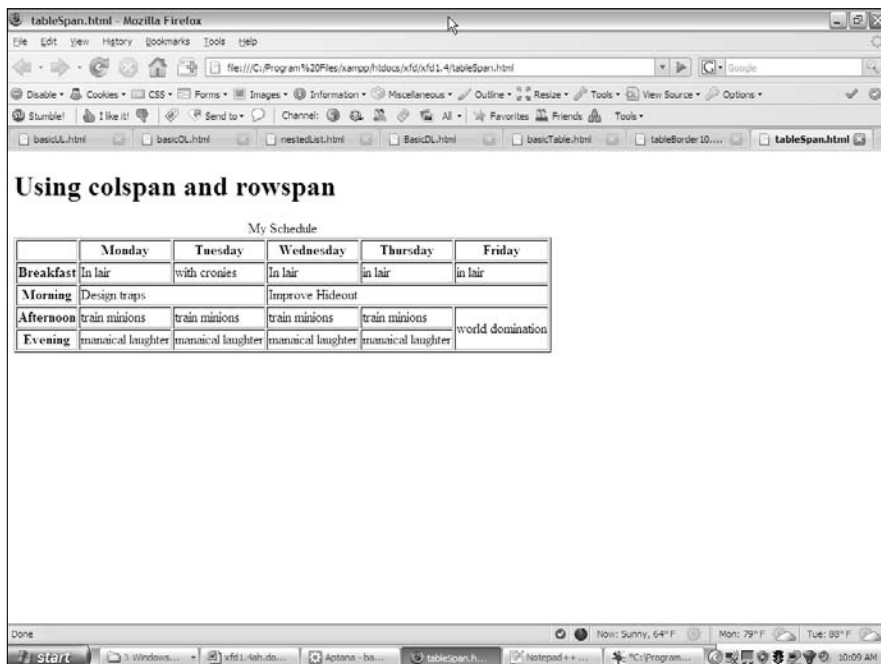 tableSpan.html - Mozilla Firefox
File Edit View History Bookmarks Tools Help
file:///C:/Program%20Files/xampp/htdocs/xfd/xfd1.4/tableSpan.html Google
Disable Cookies CSS Forms Images Information Miscellaneous Outline Resize Tools View Source Options
Stumble! I like it! Send to Channel: All Favorites Friends Tools
basicUL.html basicOL.html nestedList.html BasicDL.html basicTable.html tableBorder10.... tableSpan.html
Using colspan and rowspan
My Schedule
Monday Tuesday Wednesday Thursday Friday
Breakfast In lair with cronies In lair in lair in lair
Morning Design traps Improve Hideout
Afternoon train minions train minions train minions train minions world domination
Evening manaical laughter manaical laughter manaical laughter manaical laughter
Done Now: Sunny, 64° F Mon: 79° F Tue: 88° F
start 3 Windows... xfd1.4ah.do... Aptana - ba... tableSpan.h... Notepad++ ... "C:\Program... 10:09 AM